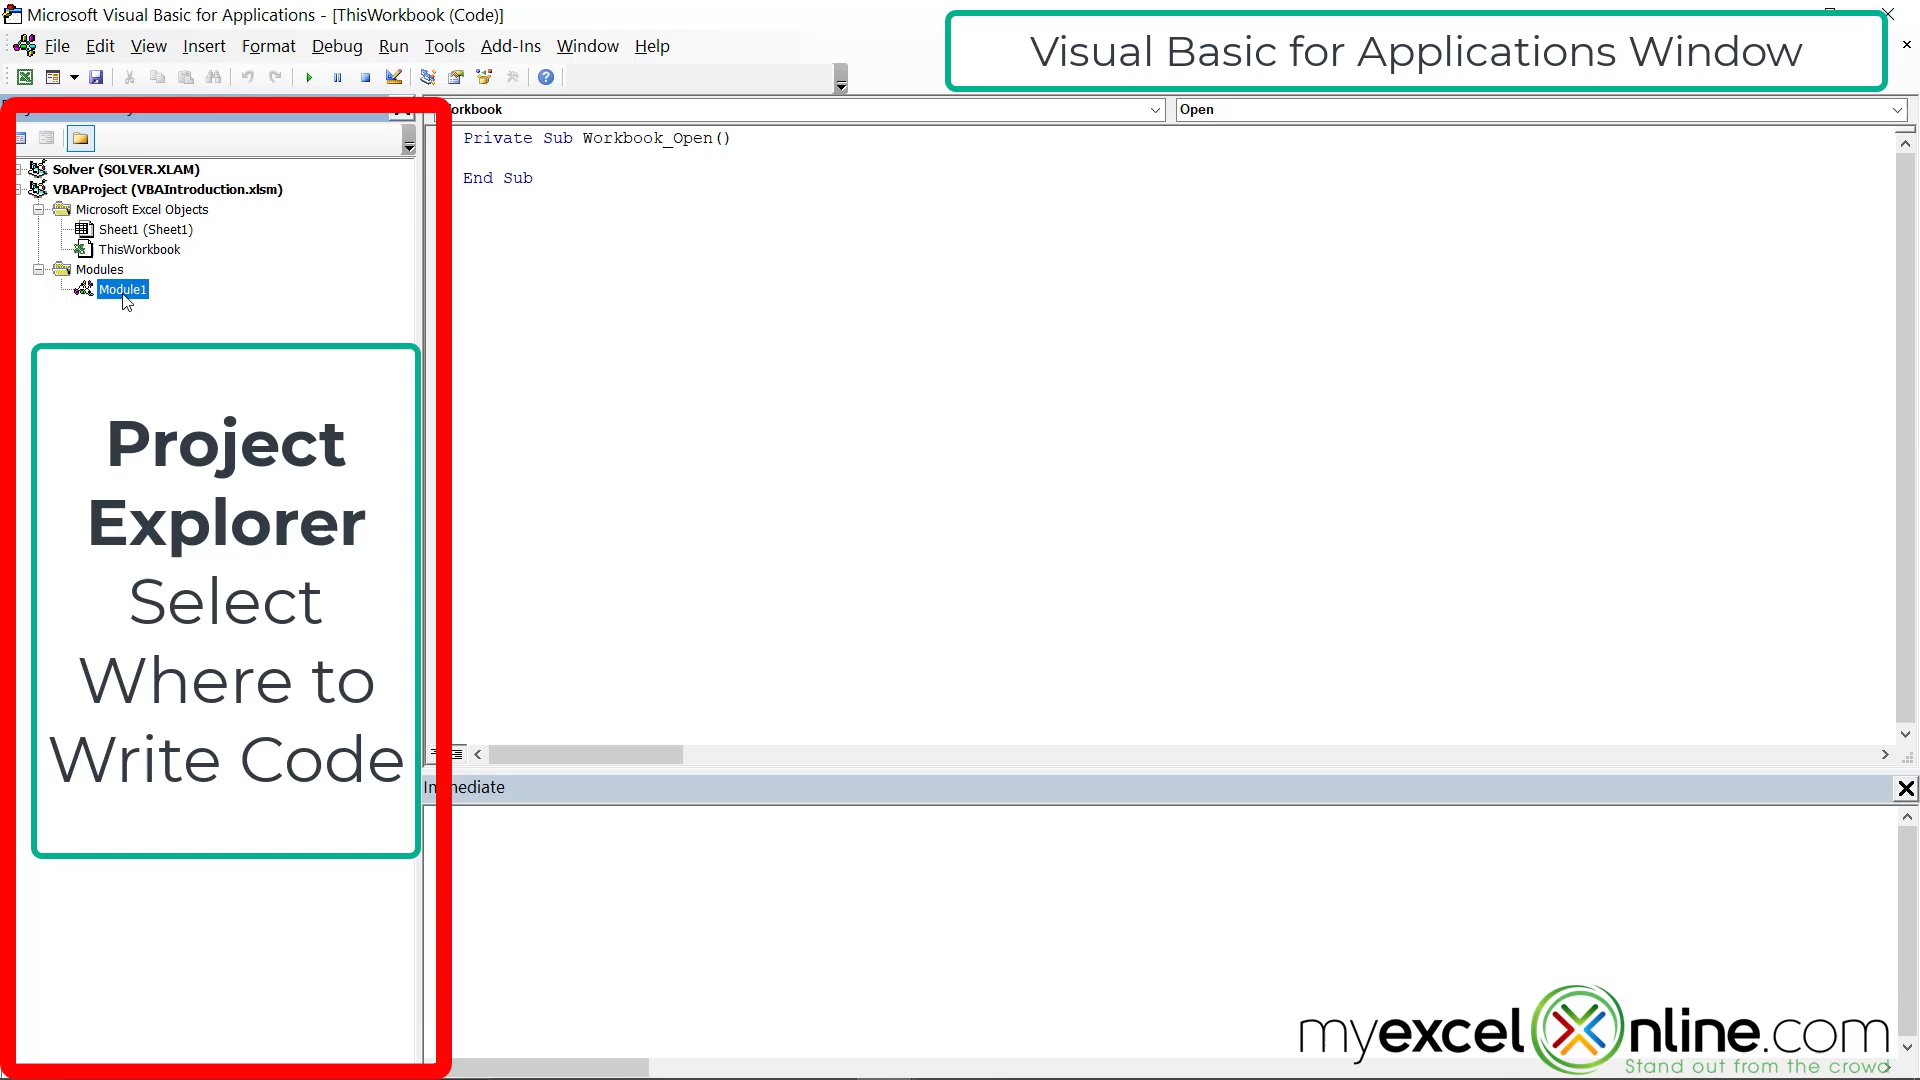 Microsoft Visual Basic for Applications - [ThisWorkbook (Code)]
File Edit View Insert Format Debug Run Tools Add-Ins Window Help
Visual Basic for Applications Window
orkbook
Open
Private Sub Workbook_Open()
End Sub
Solver (SOLVER.XLAM)
VBAProject (VBAIntroduction.xlsm)
Microsoft Excel Objects
Sheet1 (Sheet1)
ThisWorkbook
Modules
Module1
Project
Explorer
Select
Where to
Write Code
In mediate
myexcelOnline.com
Stand out from the crowd